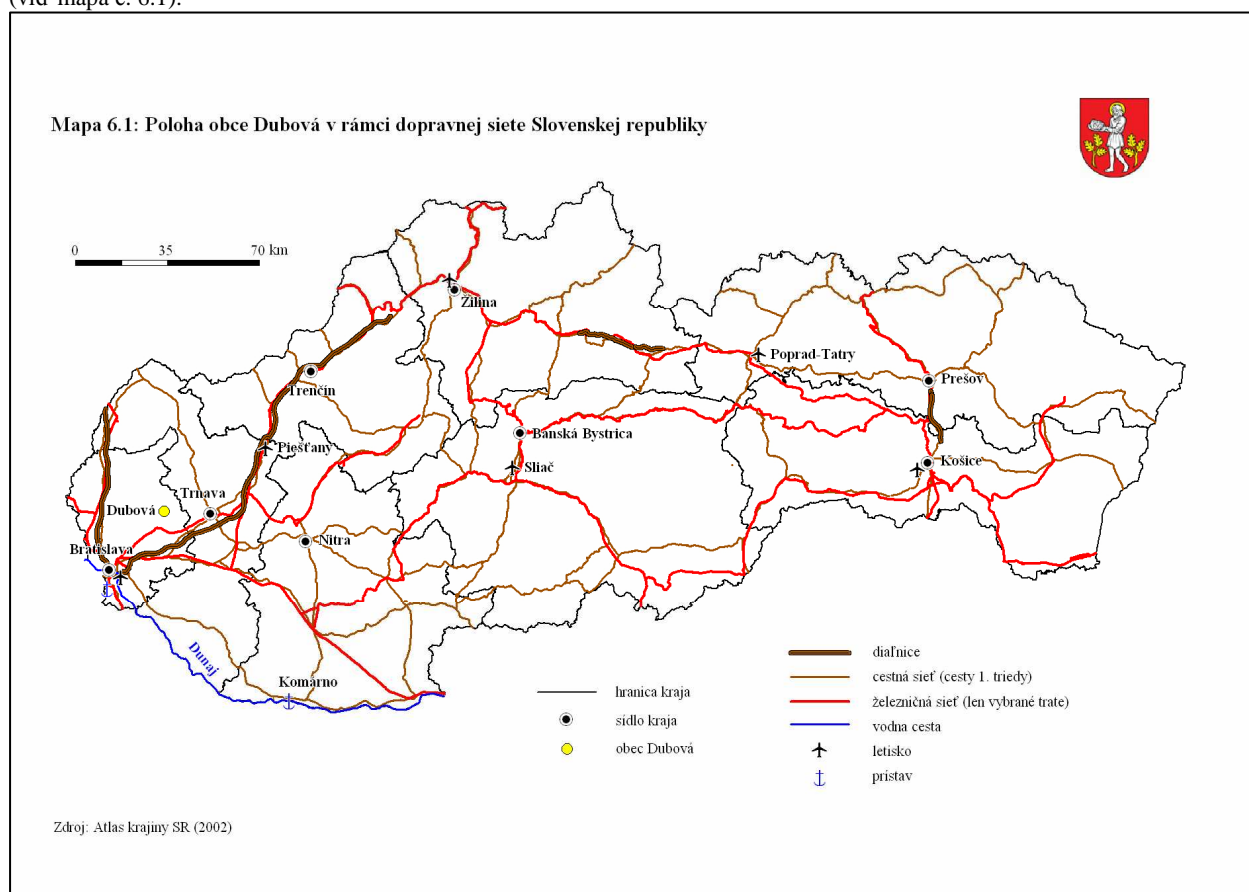 (viď mapa č. 6.1).
Mapa 6.1: Poloha obce Dubová v rámci dopravnej siete Slovenskej republiky
0 35 70 km
Žilina
Poprad-Tatry
Trenčín
Prešov
Banská Bystrica
Piešťany
Sliač
Košice
Trnava
Dubová
Nitra
Bratislava
Dunaj
Komárno
hranica kraja
sídlo kraja
obec Dubová
diaľnice
cestná sieť (cesty 1. triedy)
železničná sieť (len vybrané trate)
vodna cesta
letisko
prístav
Zdroj: Atlas krajiny SR (2002)